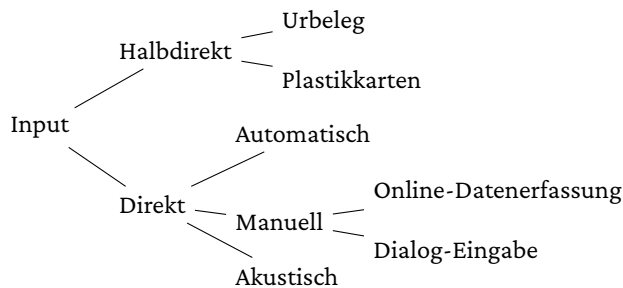 Urbeleg
Halbdirekt
Plastikkarten
Input
Automatisch
Online-Datenerfassung
Direkt
Manuell
Dialog-Eingabe
Akustisch